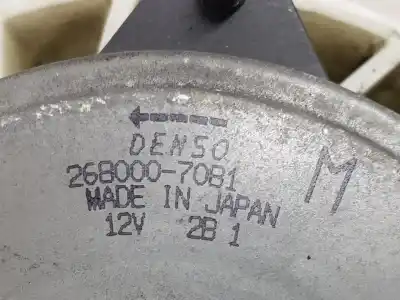 DENSO
268000-7081
MADE IN JAPAN
12V 2B 1
M